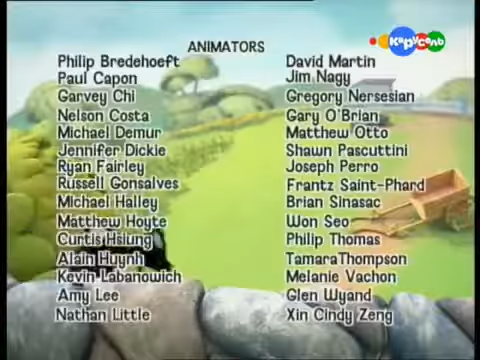 Карусель
ANIMATORS
Philip Bredehoeft
Paul Capon
Garvey Chi
Nelson Costa
Michael Demur
Jennifer Dickie
Ryan Fairley
Russell Gonsalves
Michael Halley
Matthew Hoyte
Curtis Hsiung
Alain Huynh
Kevin Labanowich
Amy Lee
Nathan Little
David Martin
Jim Nagy
Gregory Nersesian
Gary O'Brian
Matthew Otto
Shawn Pascuttini
Joseph Perro
Frantz Saint-Phard
Brian Sinasac
Won Seo
Philip Thomas
TamaraThompson
Melanie Vachon
Glen Wyand
Xin Cindy Zeng